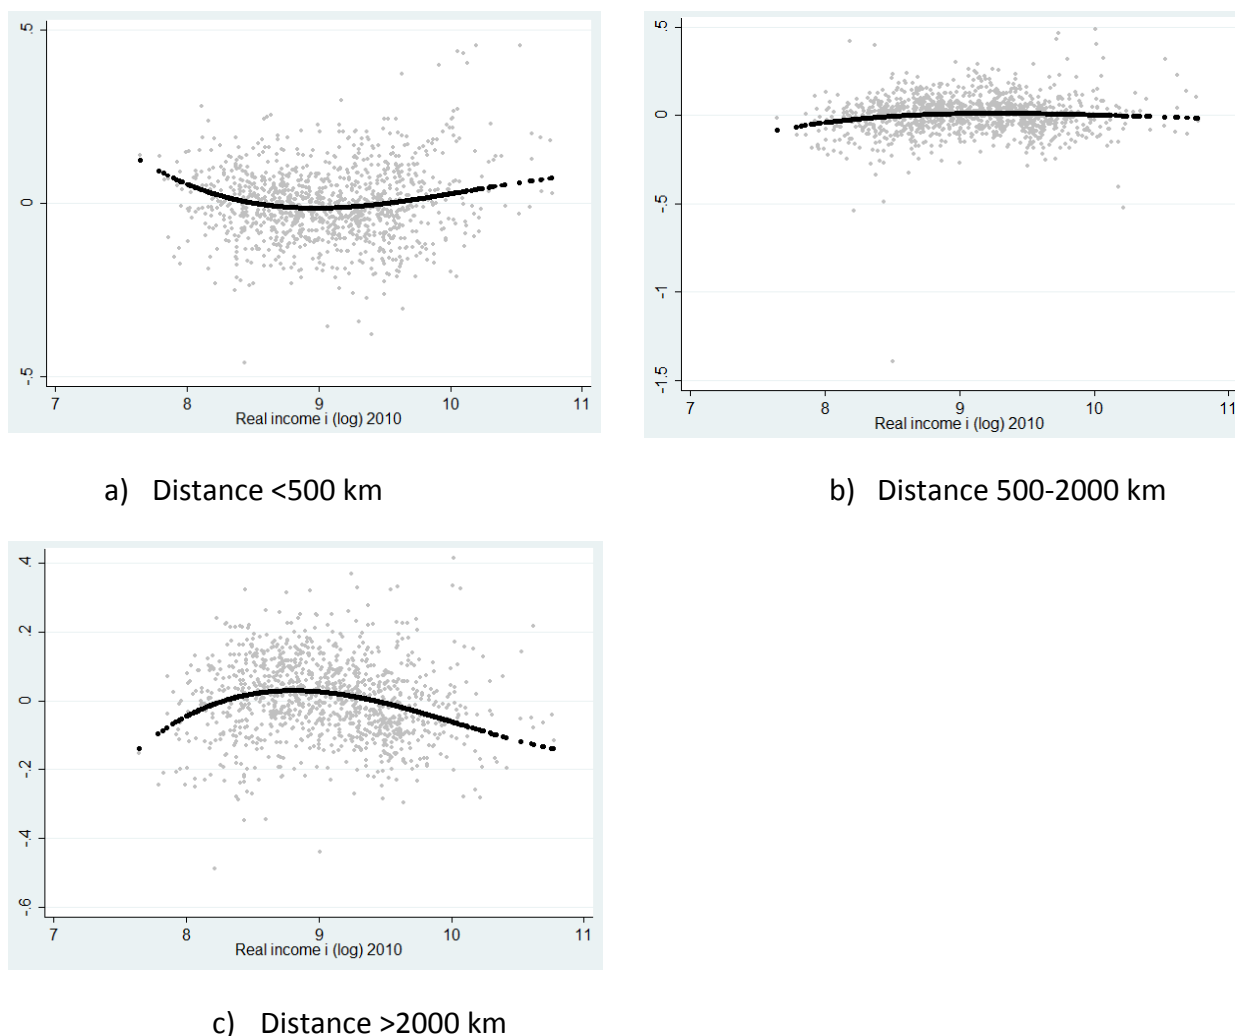 .5
0
-.5
7 8 9 10 11
Real income i (log) 2010
a) Distance <500 km
.5
0
-.5
-1
-1.5
7 8 9 10 11
Real income i (log) 2010
b) Distance 500-2000 km
.4
.2
0
-.2
-.4
-.6
7 8 9 10 11
Real income i (log) 2010
c) Distance >2000 km